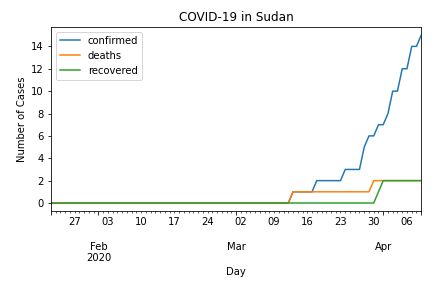 COVID-19 in Sudan
confirmed
deaths
recovered
Number of Cases
14
12
10
8
6
4
2
0
27 03 10 17 24 02 09 16 23 30 06
Feb Mar Apr
2020
Day